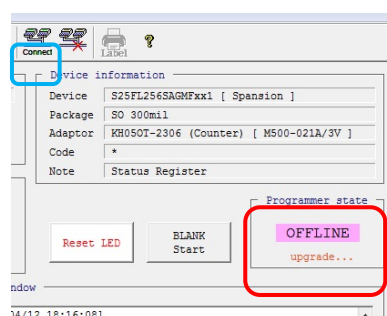 Connect
Label
?
Device information
Device S25FL256SAGMFxx1 [ Spansion ]
Package SO 300mil
Adaptor KH050T-2306 (Counter) [ M500-021A/3V ]
Code *
Note Status Register
Programmer state
OFFLINE
upgrade...
Reset LED
BLANK
Start
ndow
04/12 18:16:08]